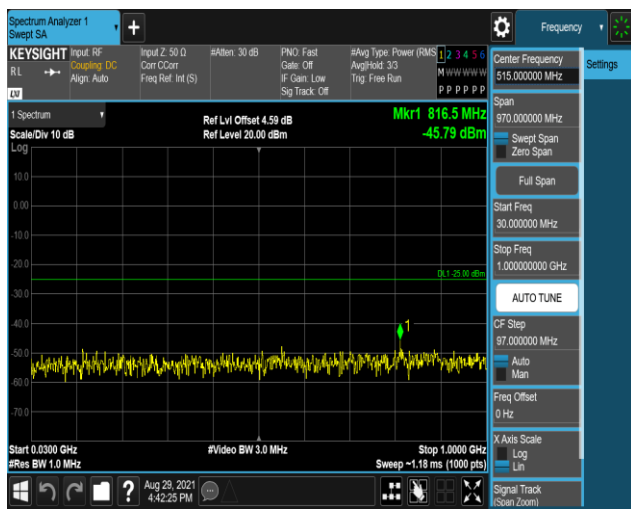 Spectrum Analyzer 1
Swept SA
Frequency
KEYSIGHT
RL
LXI
Input: RF
Coupling: DC
Align: Auto
Input Z: 50 Ω
Corr CCorr
Freq Ref: Int (S)
#Atten: 30 dB
PNO: Fast
Gate: Off
IF Gain: Low
Sig Track: Off
#Avg Type: Power (RMS
Avg|Hold: 3/3
Trig: Free Run
1 2 3 4 5 6
M W W W W W
P P P P P P
Center Frequency
515.000000 MHz
Settings
1 Spectrum
Scale/Div 10 dB
Ref Lvl Offset 4.59 dB
Ref Level 20.00 dBm
Mkr1 816.5 MHz
-45.79 dBm
Span
970.000000 MHz
Swept Span
Zero Span
Full Span
Start Freq
30.000000 MHz
Stop Freq
1.000000000 GHz
AUTO TUNE
CF Step
97.000000 MHz
Auto
Man
Freq Offset
0 Hz
X Axis Scale
Log
Lin
Signal Track
(Span Zoom)
Log
10.0
0.00
-10.0
-20.0
DL1 -25.00 dBm
-30.0
-40.0
1
-50.0
-60.0
-70.0
Start 0.0300 GHz
#Res BW 1.0 MHz
#Video BW 3.0 MHz
Stop 1.0000 GHz
Sweep ~1.18 ms (1000 pts)
?
Aug 29, 2021
4:42:25 PM